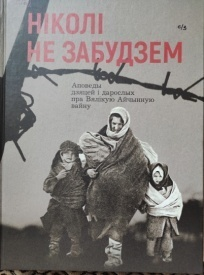 НІКОЛІ
НЕ ЗАБУДЗЕМ
Аповеды
дзяцей і дарослых
пра Вялікую Айчынную
вайну